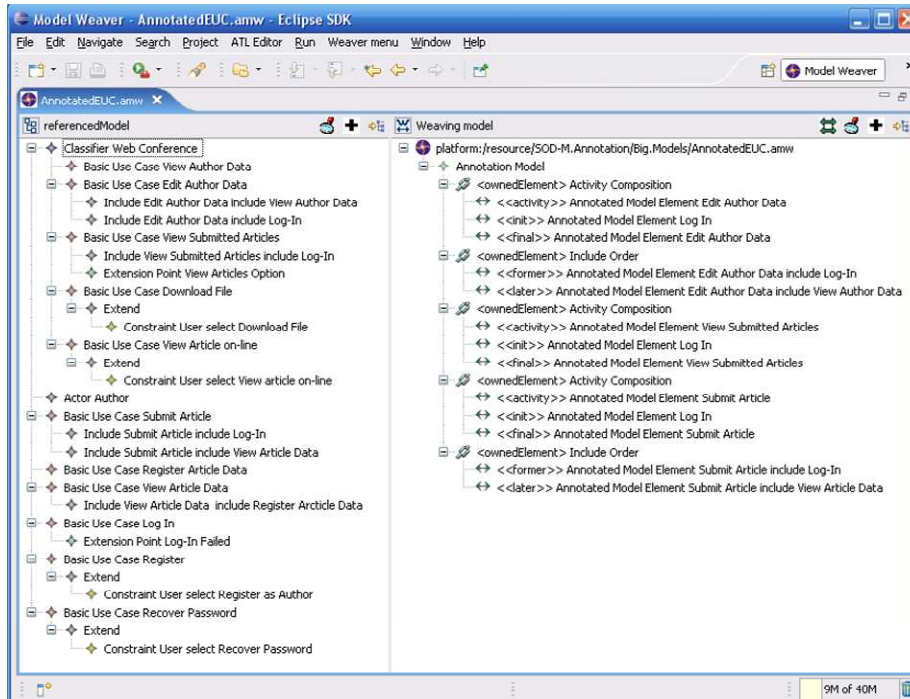 Model Weaver - AnnotatedEUC.amw - Eclipse SDK
File Edit Navigate Search Project ATL Editor Run Weaver menu Window Help
Model Weaver
AnnotatedEUC.amw
referencedModel
Classifier Web Conference
Basic Use Case View Author Data
Basic Use Case Edit Author Data
Include Edit Author Data include View Author Data
Include Edit Author Data include Log-In
Basic Use Case View Submitted Articles
Include View Submitted Articles include Log-In
Extension Point View Articles Option
Basic Use Case Download File
Extend
Constraint User select Download File
Basic Use Case View Article on-line
Extend
Constraint User select View article on-line
Actor Author
Basic Use Case Submit Article
Include Submit Article include Log-In
Include Submit Article include View Article Data
Basic Use Case Register Article Data
Basic Use Case View Article Data
Include View Article Data include Register Arcticle Data
Basic Use Case Log In
Extension Point Log-In Failed
Basic Use Case Register
Extend
Constraint User select Register as Author
Basic Use Case Recover Password
Extend
Constraint User select Recover Password
Weaving model
platform:/resource/SOD-M.Annotation/Big.Models/AnnotatedEUC.amw
Annotation Model
<ownedElement> Activity Composition
<<activity>> Annotated Model Element Edit Author Data
<<init>> Annotated Model Element Log In
<<final>> Annotated Model Element Edit Author Data
<ownedElement> Include Order
<<former>> Annotated Model Element Edit Author Data include Log-In
<<later>> Annotated Model Element Edit Author Data include View Author Data
<ownedElement> Activity Composition
<<activity>> Annotated Model Element View Submitted Articles
<<init>> Annotated Model Element Log In
<<final>> Annotated Model Element View Submitted Articles
<ownedElement> Activity Composition
<<activity>> Annotated Model Element Submit Article
<<init>> Annotated Model Element Log In
<<final>> Annotated Model Element Submit Article
<ownedElement> Include Order
<<former>> Annotated Model Element Submit Article include Log-In
<<later>> Annotated Model Element Submit Article include View Article Data
9M of 40M